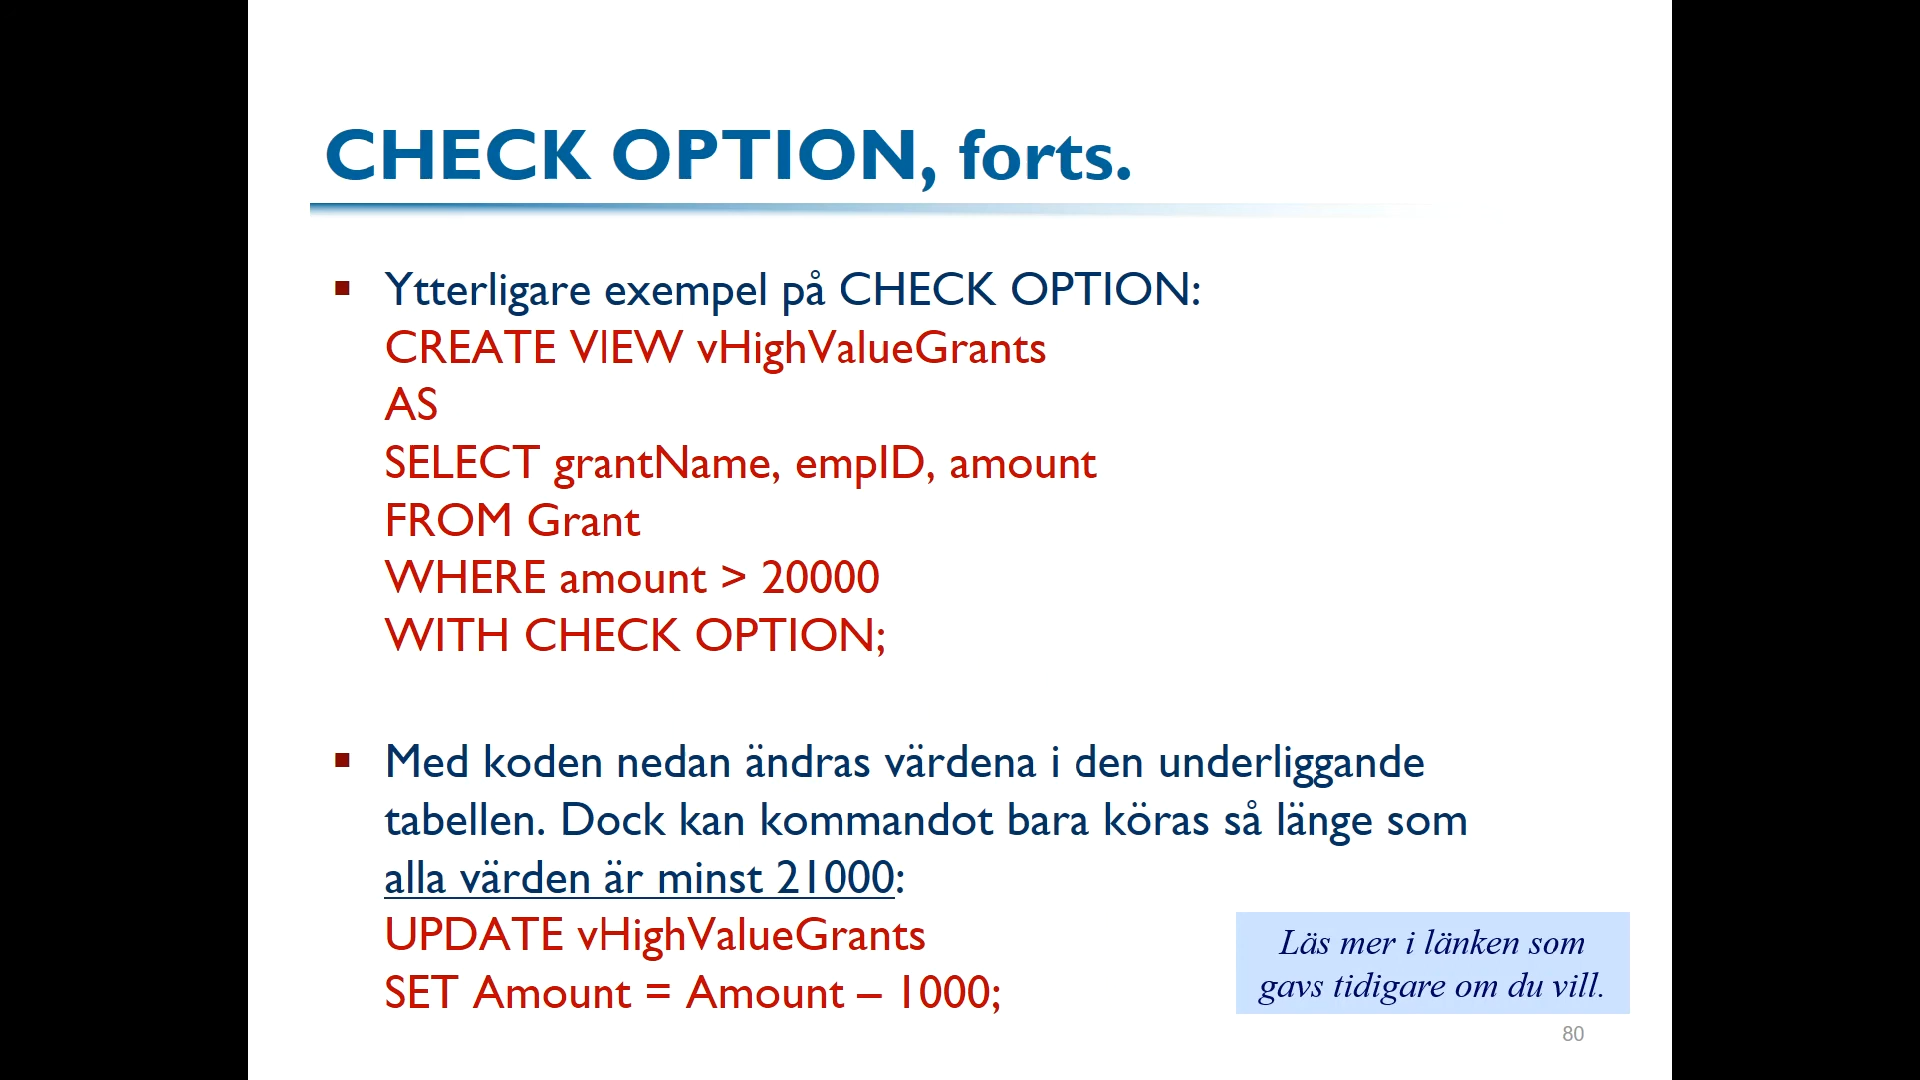 CHECK OPTION, forts.
Ytterligare exempel på CHECK OPTION:
CREATE VIEW vHighValueGrants
AS
SELECT grantName, empID, amount
FROM Grant
WHERE amount > 20000
WITH CHECK OPTION;
Med koden nedan ändras värdena i den underliggande
tabellen. Dock kan kommandot bara köras så länge som
alla värden är minst 21000:
UPDATE vHighValueGrants
SET Amount = Amount – 1000;
Läs mer i länken som
gavs tidigare om du vill.
80